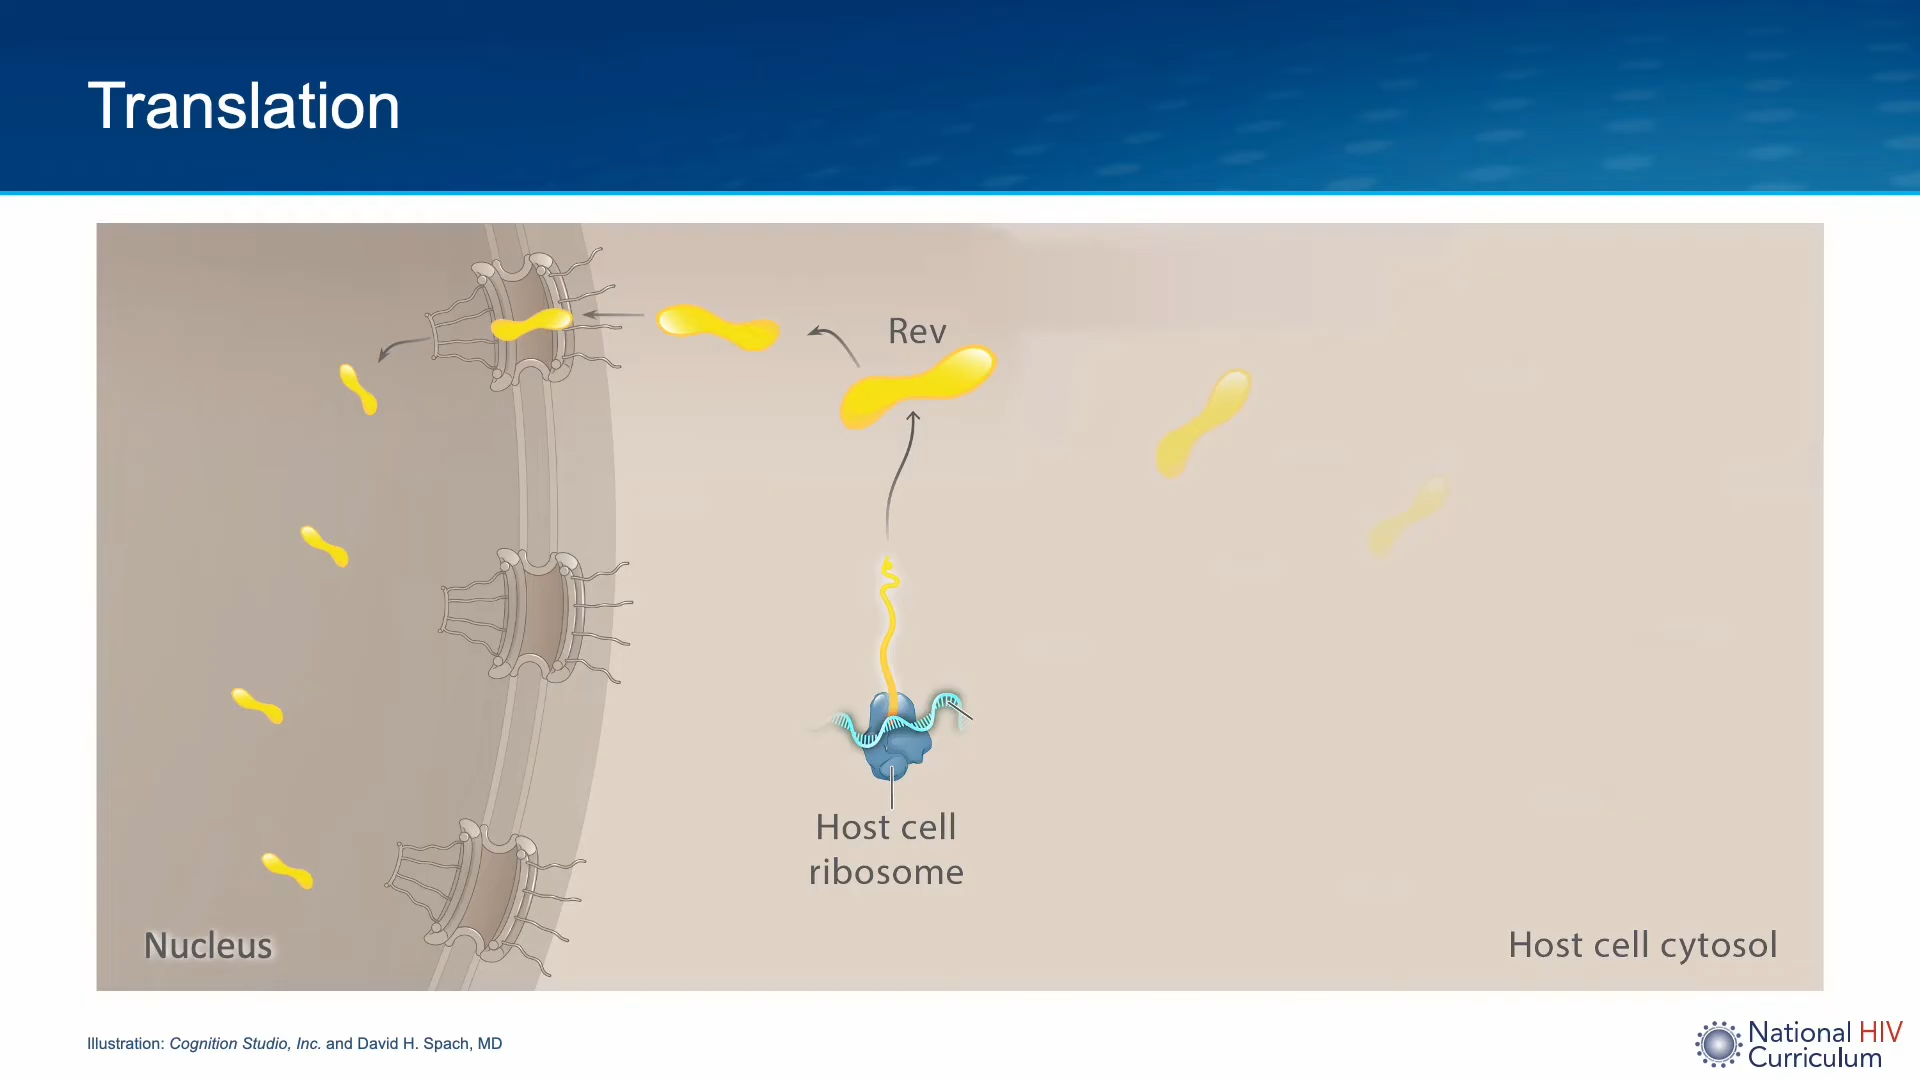 Translation
Rev
Host cell
ribosome
Nucleus
Host cell cytosol
Illustration: Cognition Studio, Inc. and David H. Spach, MD
National HIV
Curriculum